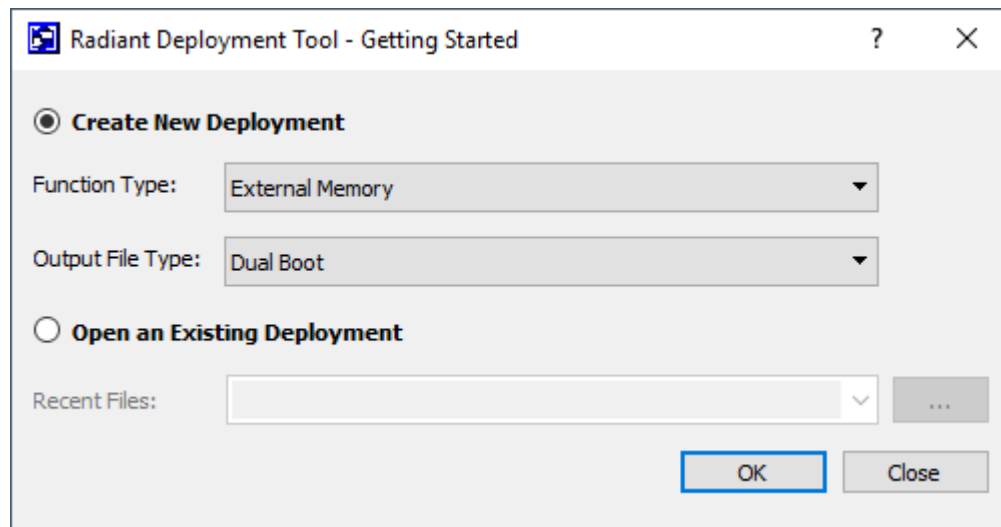 Radiant Deployment Tool - Getting Started ?
Create New Deployment
Function Type: External Memory
Output File Type: Dual Boot
Open an Existing Deployment
Recent Files: ...
OK Close